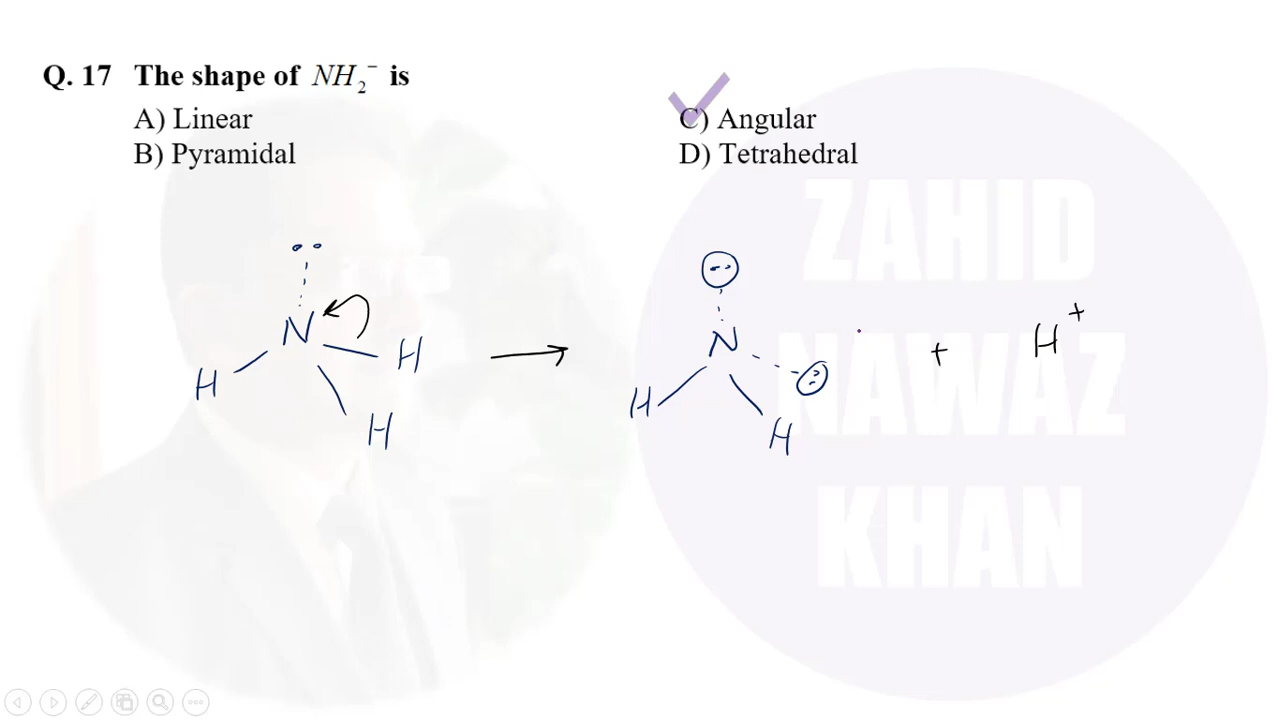 Q. 17 The shape of NH₂⁻ is
A) Linear
C) Angular
B) Pyramidal
D) Tetrahedral
N
H
H
H
N
H
H
+
H⁺
ZAHID
NAWAZ
KHAN